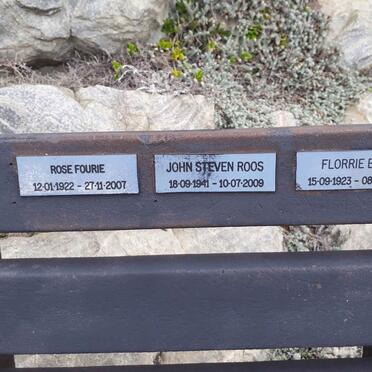 ROSE FOURIE
12-01-1922 - 27-11-2007
JOHN STEVEN ROOS
18-09-1941 - 10-07-2009
FLORRIE
15-09-1923 - 08